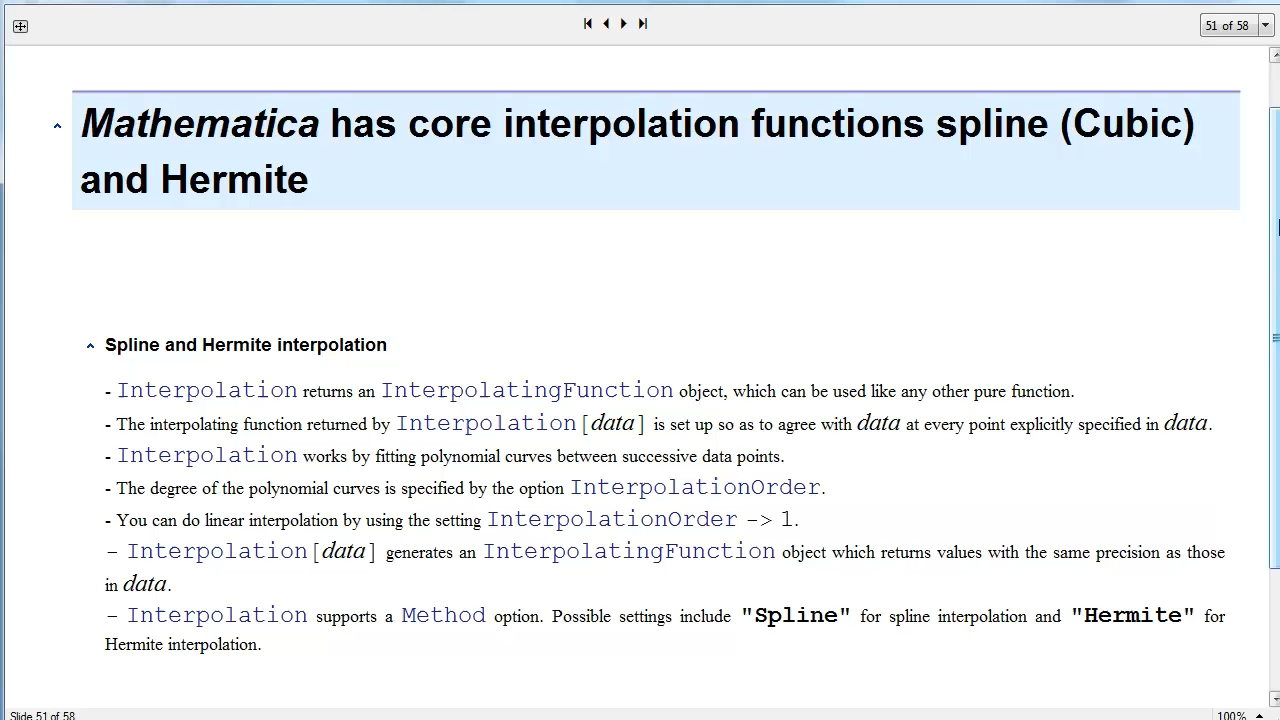 51 of 58
Mathematica has core interpolation functions spline (Cubic)
and Hermite
Spline and Hermite interpolation
- Interpolation returns an InterpolatingFunction object, which can be used like any other pure function.
- The interpolating function returned by Interpolation[data] is set up so as to agree with data at every point explicitly specified in data.
- Interpolation works by fitting polynomial curves between successive data points.
- The degree of the polynomial curves is specified by the option InterpolationOrder.
- You can do linear interpolation by using the setting InterpolationOrder -> 1.
- Interpolation[data] generates an InterpolatingFunction object which returns values with the same precision as those
in data.
- Interpolation supports a Method option. Possible settings include "Spline" for spline interpolation and "Hermite" for
Hermite interpolation.
Slide 51 of 58
100%